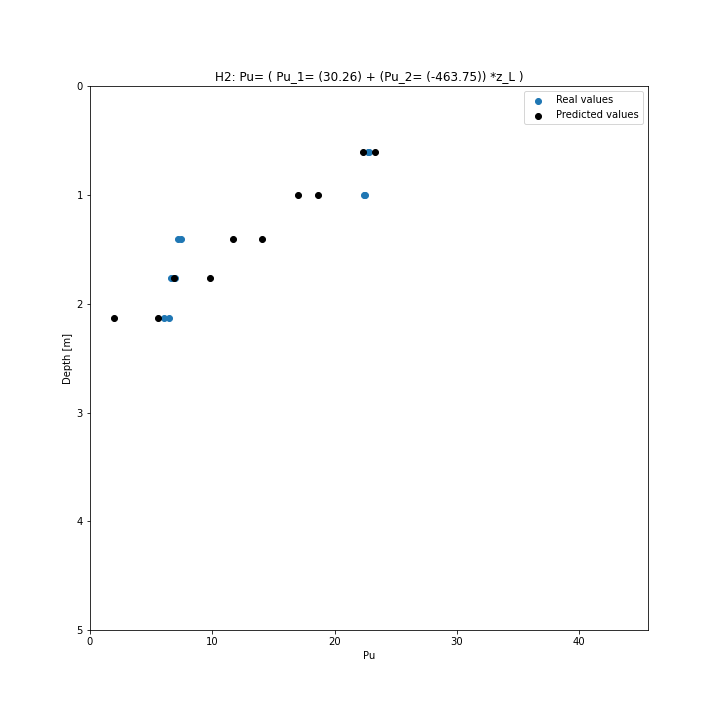 H2: Pu= ( Pu_1= (30.26) + (Pu_2= (-463.75)) *z_L )
Real values
Predicted values
0
1
2
3
4
5
Depth [m]
0 10 20 30 40
Pu